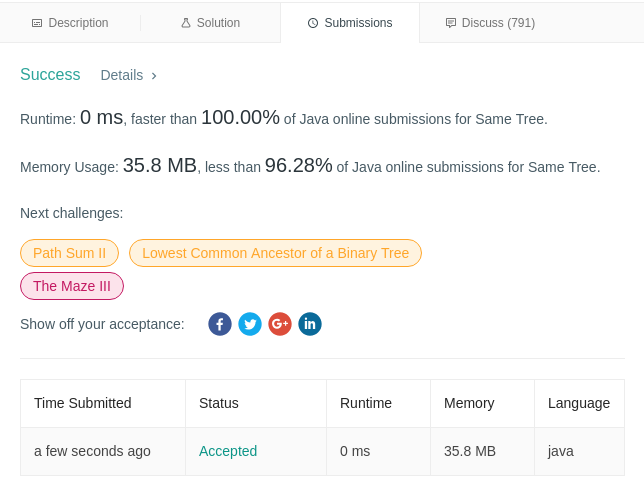 Description Solution Submissions Discuss (791)
Success Details ›
Runtime: 0 ms, faster than 100.00% of Java online submissions for Same Tree.
Memory Usage: 35.8 MB, less than 96.28% of Java online submissions for Same Tree.
Next challenges:
Path Sum II Lowest Common Ancestor of a Binary Tree
The Maze III
Show off your acceptance: f G+ in
Time Submitted Status Runtime Memory Language
a few seconds ago Accepted 0 ms 35.8 MB java